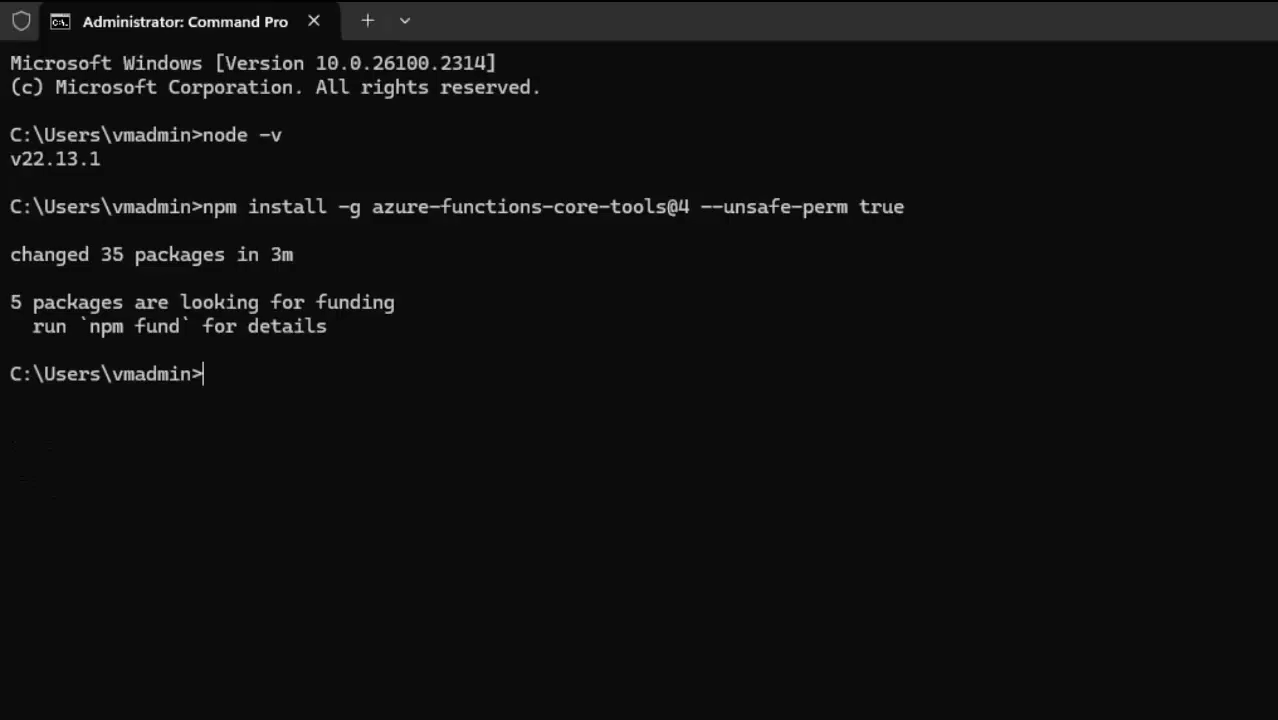 Administrator: Command Pro
Microsoft Windows [Version 10.0.26100.2314]
(c) Microsoft Corporation. All rights reserved.
C:\Users\vmadmin>node -v
v22.13.1
C:\Users\vmadmin>npm install -g azure-functions-core-tools@4 --unsafe-perm true
changed 35 packages in 3m
5 packages are looking for funding
  run `npm fund` for details
C:\Users\vmadmin>